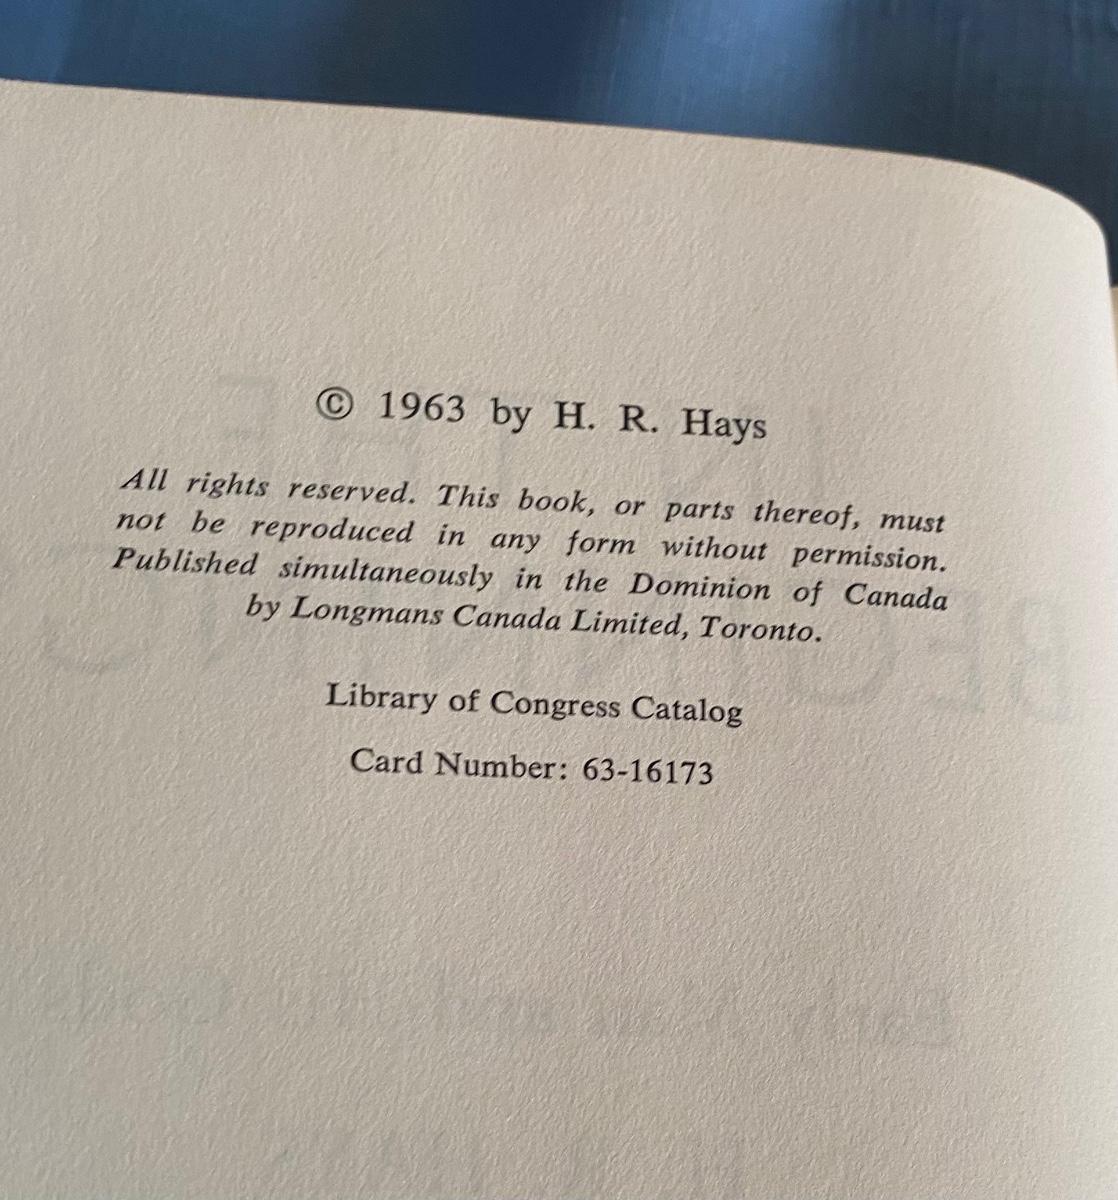 © 1963 by H. R. Hays
All rights reserved. This book, or parts thereof, must
not be reproduced in any form without permission.
Published simultaneously in the Dominion of Canada
by Longmans Canada Limited, Toronto.
Library of Congress Catalog
Card Number: 63-16173